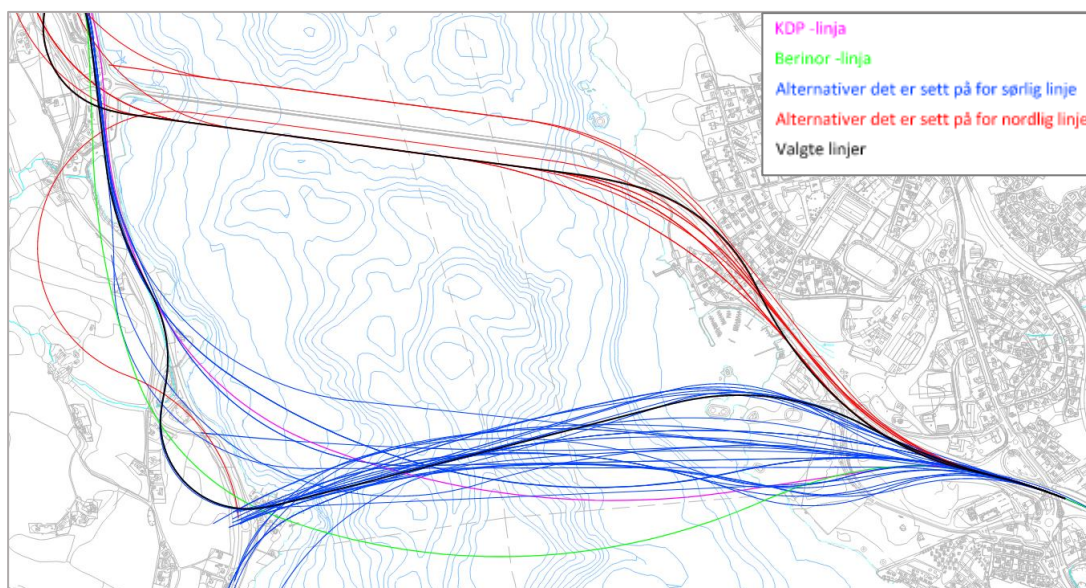 KDP -linja
Berinor -linja
Alternativer det er sett på for sørlig linje
Alternativer det er sett på for nordlig linje
Valgte linjer